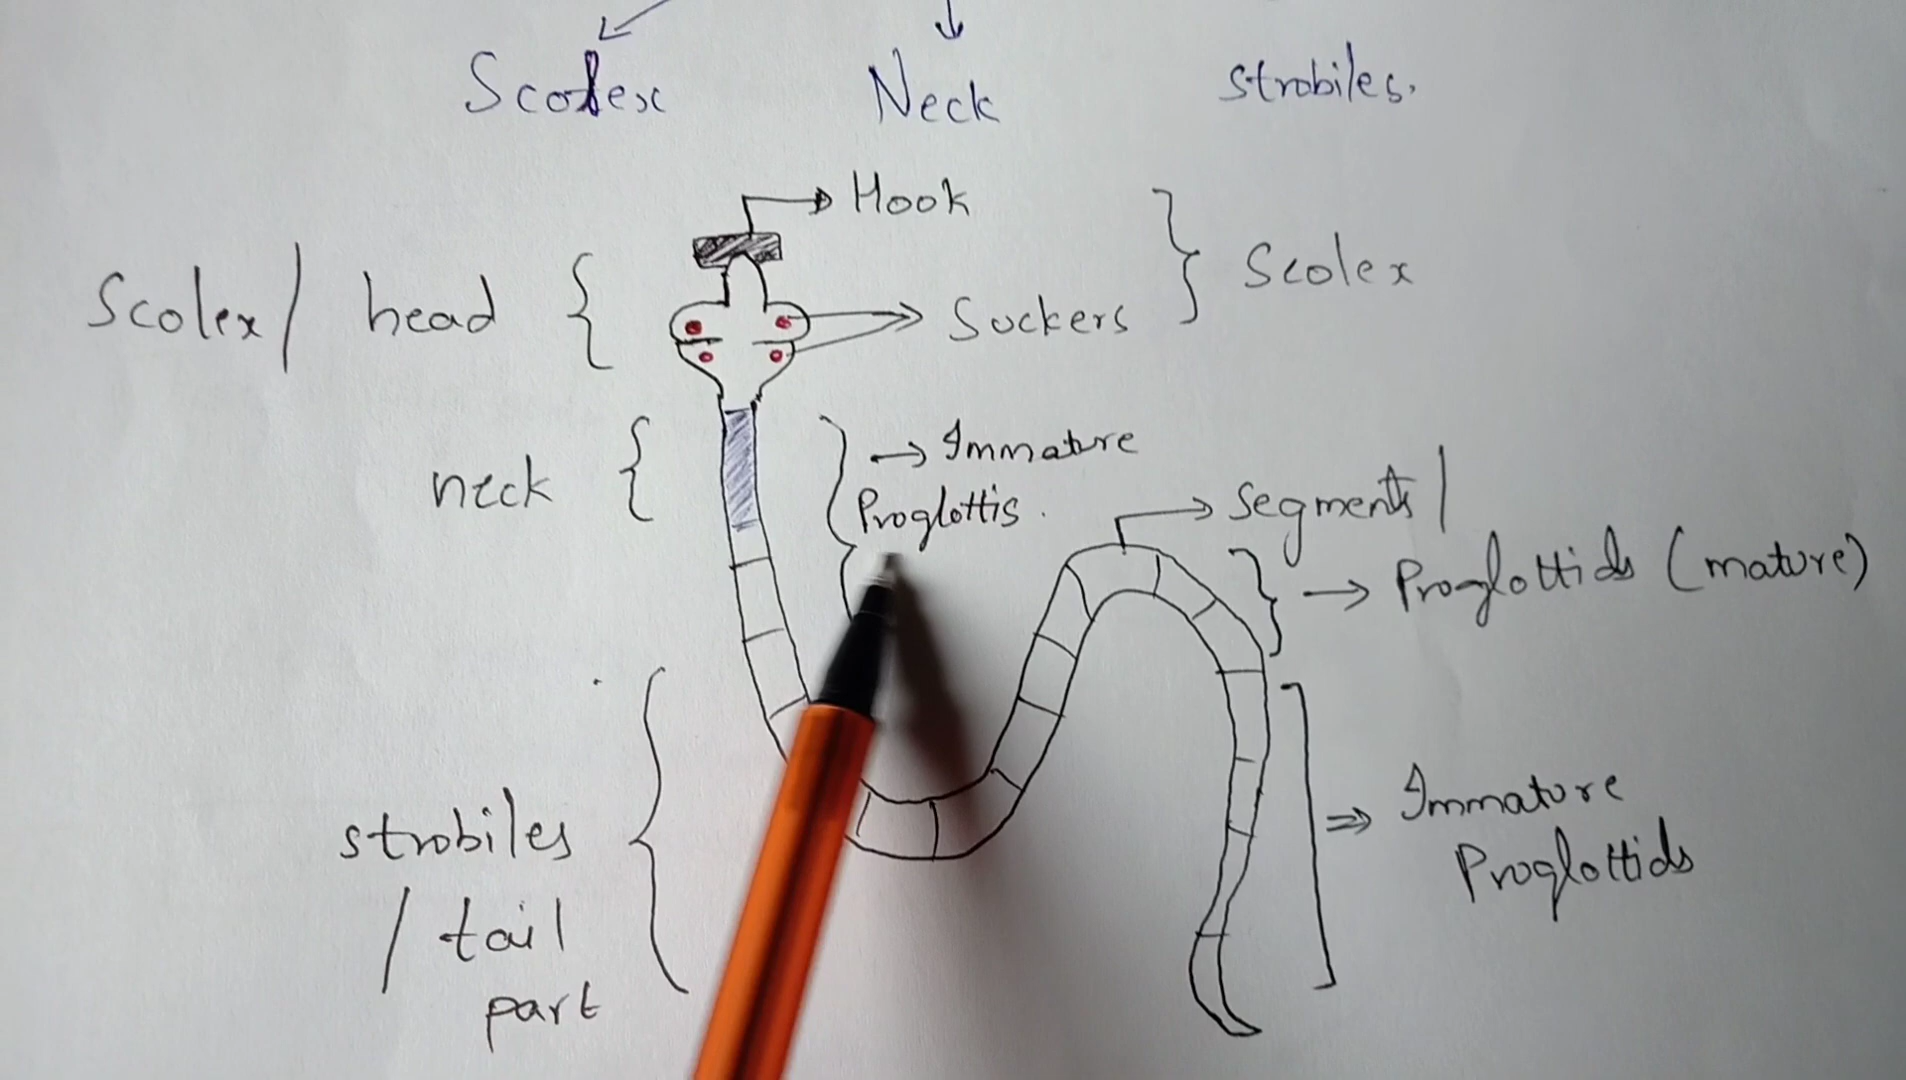 Scolex Neck strobiles.
Hook
Scolex / head
Suckers
Scolex
neck
→ Immature
Proglottis.
Segments /
→ Proglottids (mature)
strobiles
/ tail
part
⇒ Immature
Proglottids